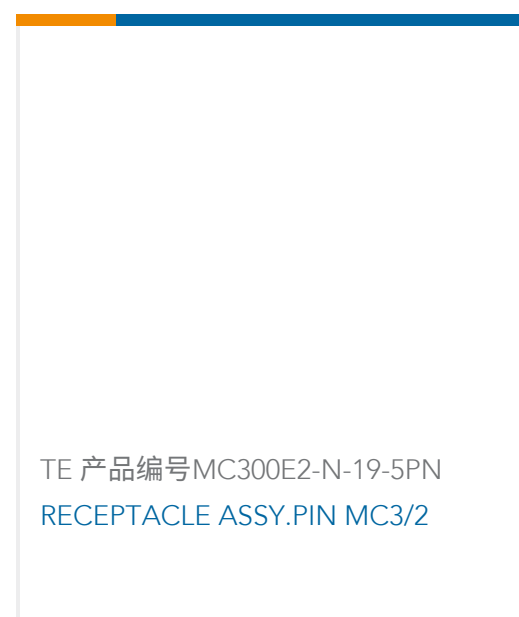 TE 产品编号MC300E2-N-19-5PN
RECEPTACLE ASSY.PIN MC3/2